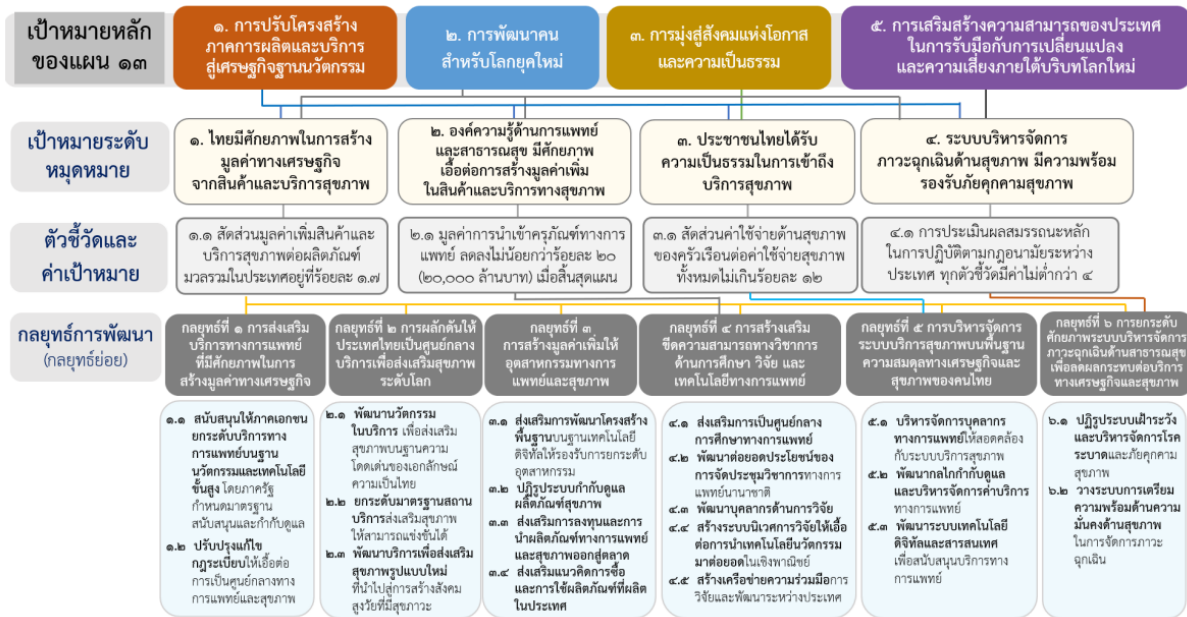 เป้าหมายหลัก
ของแผน ๑๓
๑. การปรับโครงสร้าง
ภาคการผลิตและบริการ
สู่เศรษฐกิจฐานนวัตกรรม
๒. การพัฒนาคน
สำหรับโลกยุคใหม่
๓. การมุ่งสู่สังคมแห่งโอกาส
และความเป็นธรรม
๕. การเสริมสร้างความสามารถของประเทศ
ในการรับมือกับการเปลี่ยนแปลง
และความเสี่ยงภายใต้บริบทโลกใหม่
เป้าหมายระดับ
หมุดหมาย
๑. ไทยมีศักยภาพในการสร้าง
มูลค่าทางเศรษฐกิจ
จากสินค้าและบริการสุขภาพ
๒. องค์ความรู้ด้านการแพทย์
และสาธารณสุข มีศักยภาพ
เอื้อต่อการสร้างมูลค่าเพิ่ม
ในสินค้าและบริการทางสุขภาพ
๓. ประชาชนไทยได้รับ
ความเป็นธรรมในการเข้าถึง
บริการสุขภาพ
๔. ระบบบริหารจัดการ
ภาวะฉุกเฉินด้านสุขภาพ มีความพร้อม
รองรับภัยคุกคามสุขภาพ
ตัวชี้วัดและ
ค่าเป้าหมาย
๑.๑ สัดส่วนมูลค่าเพิ่มสินค้าและ
บริการสุขภาพต่อผลิตภัณฑ์
มวลรวมในประเทศอยู่ที่ร้อยละ ๑.๗
๒.๑ มูลค่าการนำเข้าครุภัณฑ์ทางการ
แพทย์ ลดลงไม่น้อยกว่าร้อยละ ๒๐
(๒๐,๐๐๐ ล้านบาท) เมื่อสิ้นสุดแผน
๓.๑ สัดส่วนค่าใช้จ่ายด้านสุขภาพ
ของครัวเรือนต่อค่าใช้จ่ายสุขภาพ
ทั้งหมดไม่เกินร้อยละ ๑๒
๔.๑ การประเมินผลสมรรถนะหลัก
ในการปฏิบัติตามกฎอนามัยระหว่าง
ประเทศ ทุกตัวชี้วัดมีค่าไม่ต่ำกว่า ๔
กลยุทธ์การพัฒนา
(กลยุทธ์ย่อย)
กลยุทธ์ที่ ๑ การส่งเสริม
บริการทางการแพทย์
ที่มีศักยภาพในการ
สร้างมูลค่าทางเศรษฐกิจ
กลยุทธ์ที่ ๒ การผลักดันให้
ประเทศไทยเป็นศูนย์กลาง
บริการเพื่อส่งเสริมสุขภาพ
ระดับโลก
กลยุทธ์ที่ ๓
การสร้างมูลค่าเพิ่มให้
อุตสาหกรรมทางการ
แพทย์และสุขภาพ
กลยุทธ์ที่ ๔ การสร้างเสริม
ขีดความสามารถทางวิชาการ
ด้านการศึกษา วิจัย และ
เทคโนโลยีทางการแพทย์
กลยุทธ์ที่ ๕ การบริหารจัดการ
ระบบบริการสุขภาพบนพื้นฐาน
ความสมดุลทางเศรษฐกิจและ
สุขภาพของคนไทย
กลยุทธ์ที่ ๖ การยกระดับ
ศักยภาพระบบบริหารจัดการ
ภาวะฉุกเฉินด้านสาธารณสุข
เพื่อลดผลกระทบต่อบริการ
ทางเศรษฐกิจและสุขภาพ
๑.๑ สนับสนุนให้ภาคเอกชน
ยกระดับบริการทาง
การแพทย์บนฐาน
นวัตกรรมและเทคโนโลยี
ขั้นสูง โดยภาครัฐ
กำหนดมาตรฐาน
สนับสนุนและกำกับดูแล
๑.๒ ปรับปรุงแก้ไข
กฎระเบียบให้เอื้อต่อ
การเป็นศูนย์กลางทาง
การแพทย์และสุขภาพ
๒.๑ พัฒนานวัตกรรม
ในบริการ เพื่อส่งเสริม
สุขภาพบนฐานความ
โดดเด่นของเอกลักษณ์
ความเป็นไทย
๒.๒ ยกระดับมาตรฐานสถาน
บริการส่งเสริมสุขภาพ
ให้สามารถแข่งขันได้
๒.๓ พัฒนาบริการเพื่อส่งเสริม
สุขภาพรูปแบบใหม่
ที่นำไปสู่การสร้างสังคม
สูงวัยที่มีสุขภาวะ
๓.๑ ส่งเสริมการพัฒนาโครงสร้าง
พื้นฐานบนฐานเทคโนโลยี
ดิจิทัลให้รองรับการยกระดับ
อุตสาหกรรม
๓.๒ ปฏิรูประบบกำกับดูแล
ผลิตภัณฑ์สุขภาพ
๓.๓ ส่งเสริมการลงทุนและการ
นำผลิตภัณฑ์ทางการแพทย์
และสุขภาพออกสู่ตลาด
๓.๔ ส่งเสริมแนวคิดการซื้อ
และการใช้ผลิตภัณฑ์ที่ผลิต
ในประเทศ
๔.๑ ส่งเสริมการเป็นศูนย์กลาง
การศึกษาทางการแพทย์
๔.๒ พัฒนาต่อยอดประโยชน์ของ
การจัดประชุมวิชาการทางการ
แพทย์นานาชาติ
๔.๓ พัฒนาบุคลากรด้านการวิจัย
๔.๔ สร้างระบบนิเวศการวิจัยให้เอื้อ
ต่อการนำเทคโนโลยีนวัตกรรม
มาต่อยอดในเชิงพาณิชย์
๔.๕ สร้างเครือข่ายความร่วมมือการ
วิจัยและพัฒนาระหว่างประเทศ
๕.๑ บริหารจัดการบุคลากร
ทางการแพทย์ให้สอดคล้อง
กับระบบบริการสุขภาพ
๕.๒ พัฒนากลไกกำกับดูแล
และบริหารจัดการค่าบริการ
ทางการแพทย์
๕.๓ พัฒนาระบบเทคโนโลยี
ดิจิทัลและสารสนเทศ
เพื่อสนับสนุนบริการทาง
การแพทย์
๖.๑ ปฏิรูประบบเฝ้าระวัง
และบริหารจัดการโรค
ระบาดและภัยคุกคาม
สุขภาพ
๖.๒ วางระบบการเตรียม
ความพร้อมด้านความ
มั่นคงด้านสุขภาพ
ในการจัดการภาวะ
ฉุกเฉิน